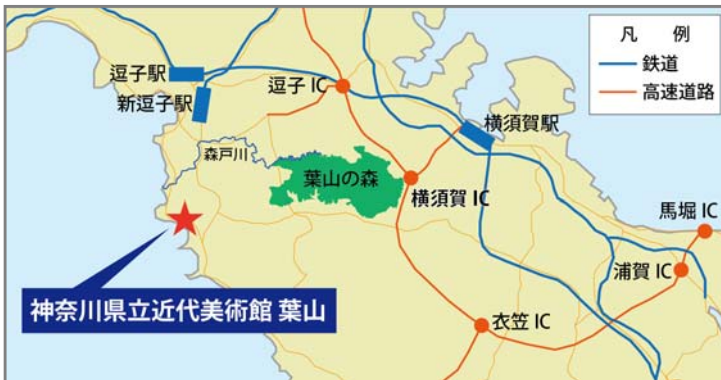 凡 例
鉄道
高速道路
逗子駅
新逗子駅
逗子 IC
横須賀駅
森戸川
葉山の森
横須賀 IC
馬堀 IC
浦賀 IC
神奈川県立近代美術館 葉山
衣笠 IC